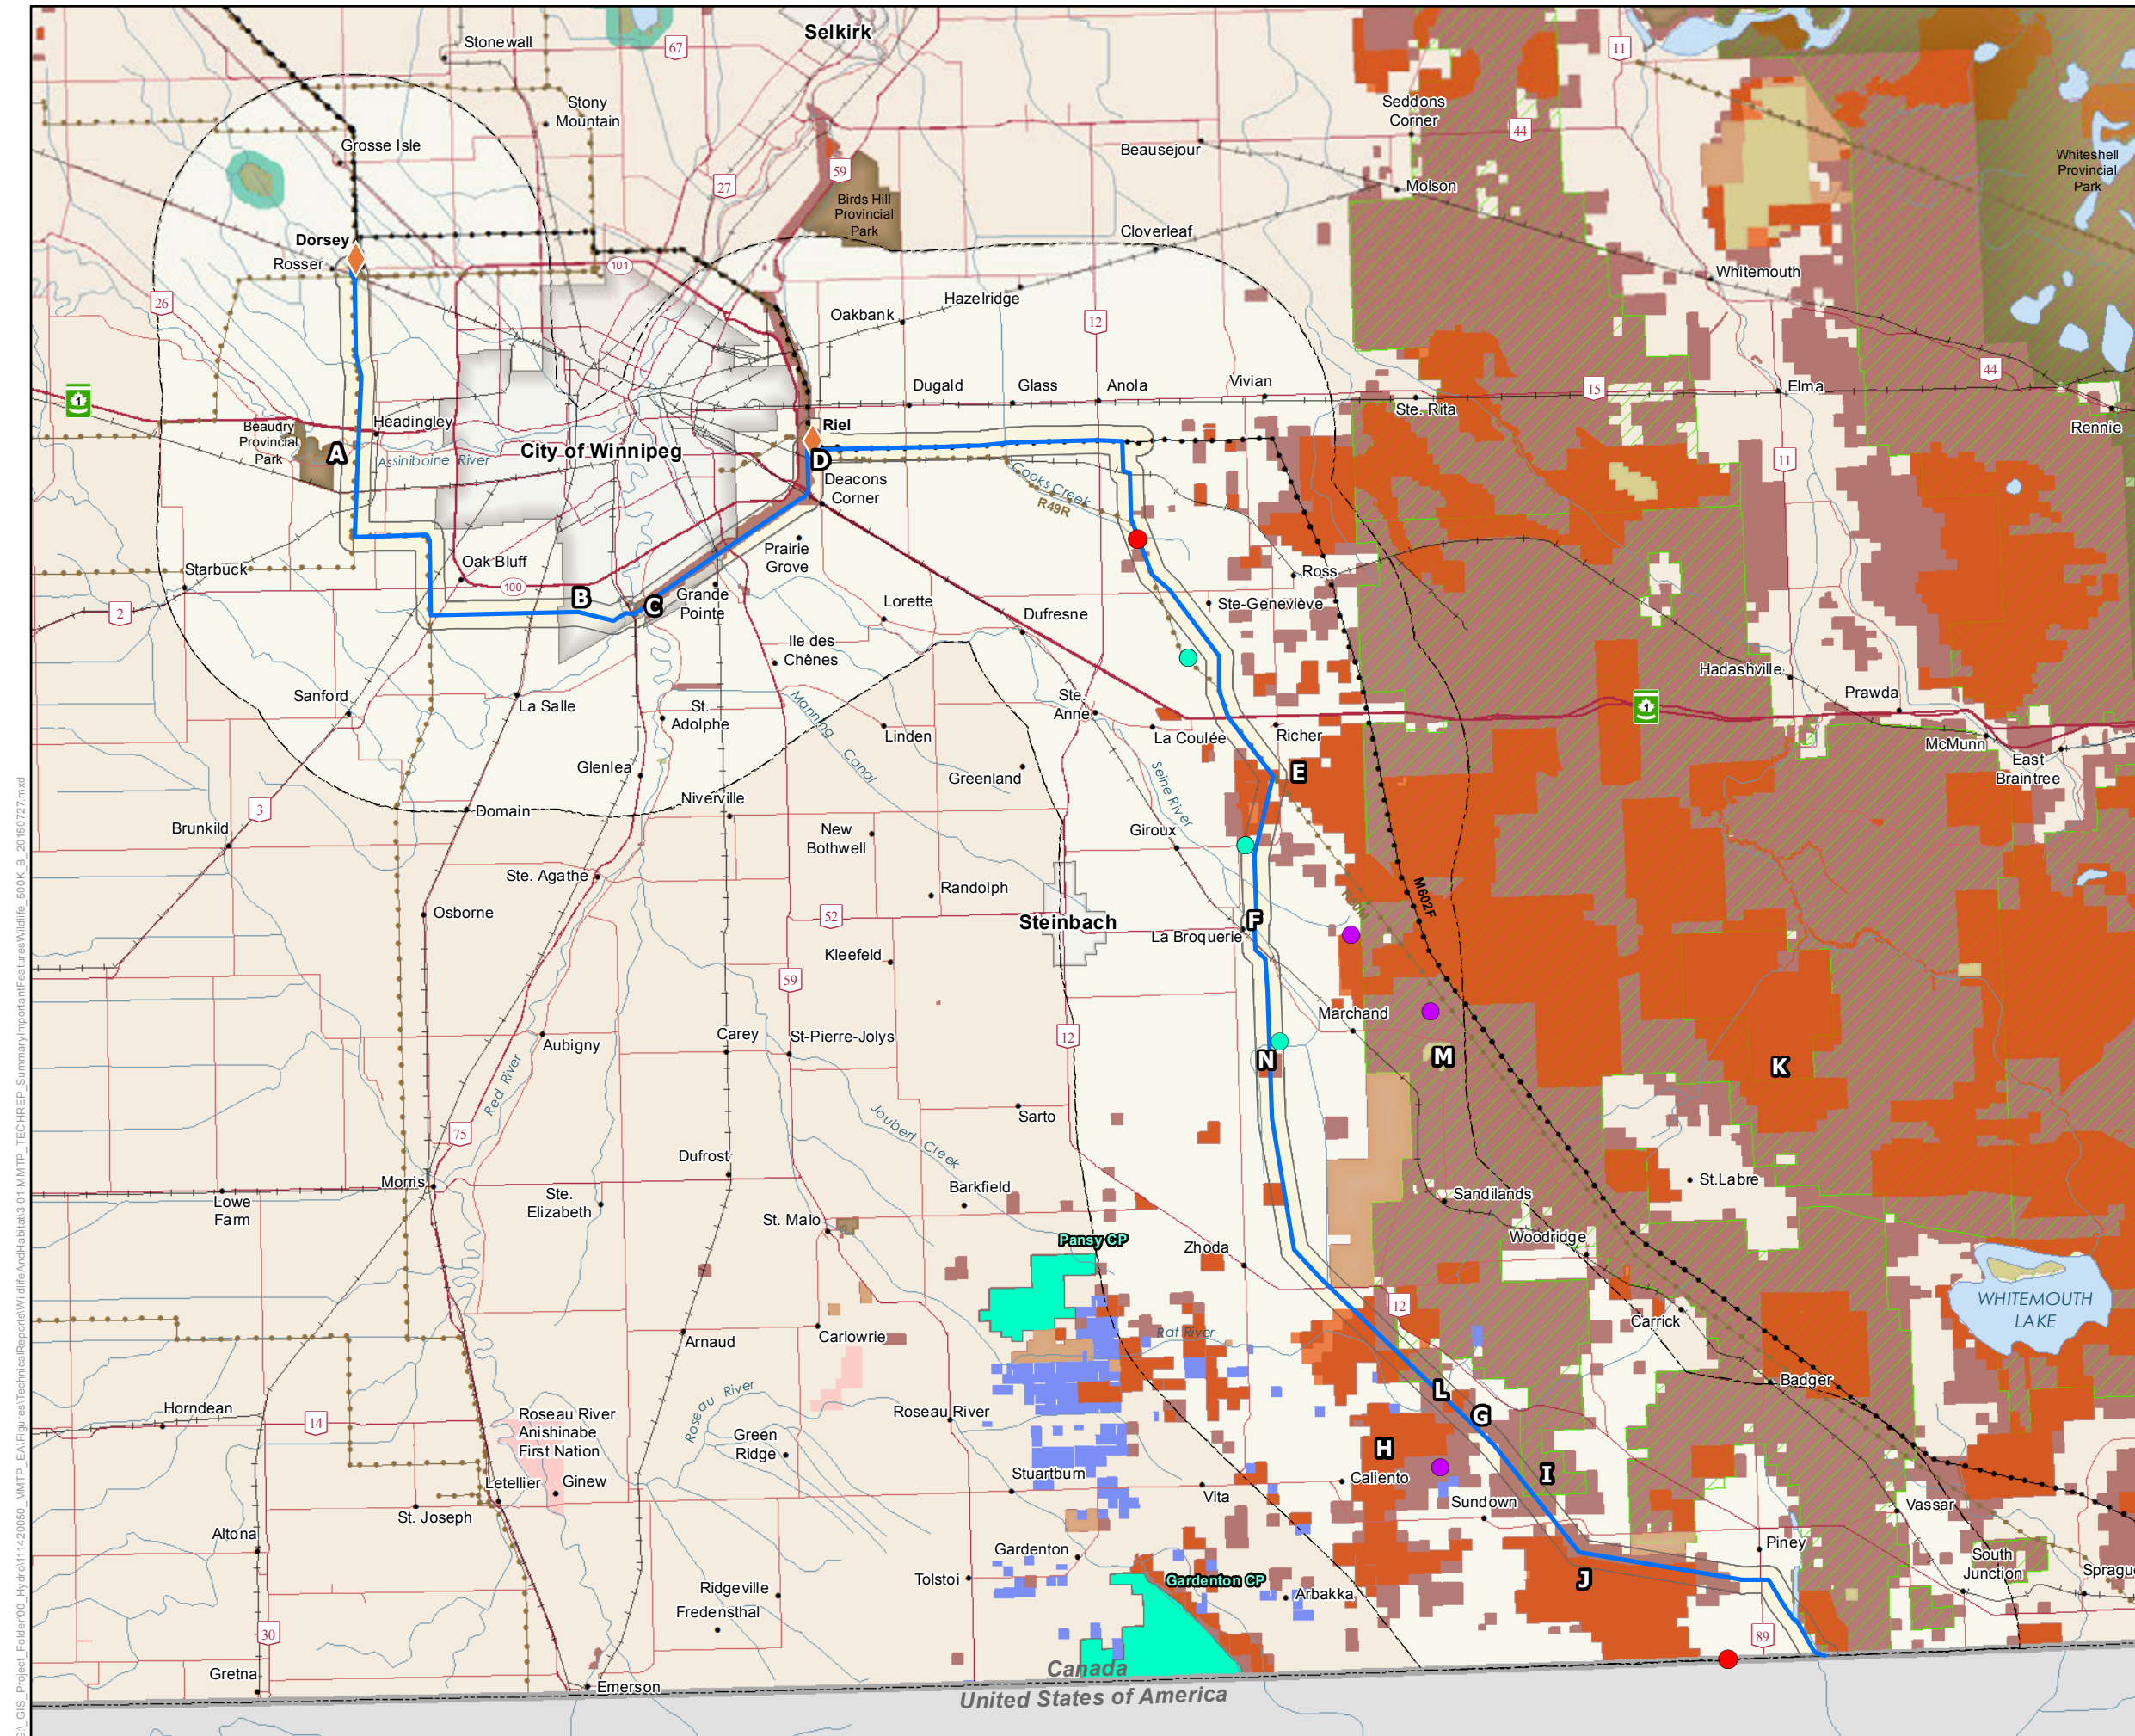 Selkirk
Stonewall
67
11
Stony
Mountain
Seddons
Corner
44
Grosse Isle
Beausejour
Whiteshell
Provincial
Park
59
27
Molson
Birds Hill
Provincial
Park
Dorsey
Rosser
101
Cloverleaf
Whitemouth
26
Hazelridge
Oakbank
12
1
Dugald
Glass
Anola
Vivian
15
Elma
44
Ste. Rita
Rennie
Headingley
Beaudry
Provincial
Park
A
Assiniboine River
City of Winnipeg
Riel
D
Deacons
Corner
Cooks Creek
R49R
11
Prairie
Grove
Oak Bluff
Starbuck
100
B
C
Grande
Pointe
2
Ross
Ste-Geneviève
Lorette
Dufresne
Ile des
Chênes
Hadashville
Prawda
Sanford
La Salle
St.
Adolphe
Manning Canal
Linden
Ste.
Anne
La Coulée
Richer
1
McMunn
East
Braintree
Glenlea
Greenland
Seine River
E
3
Domain
Niverville
Brunkild
New
Bothwell
Giroux
Ste. Agathe
Randolph
M602F
Osborne
52
Steinbach
F
La Broquerie
Kleefeld
59
Marchand
Aubigny
Carey
St-Pierre-Jolys
12
N
M
K
Red River
75
Joubert Creek
Sarto
Dufrost
Morris
Lowe
Farm
Ste.
Elizabeth
Barkfield
St. Malo
Sandilands
St.Labre
Pansy CP
Zhoda
Woodridge
12
WHITEMOUTH
LAKE
Arnaud
Carlowrie
Rat River
Carrick
Badger
Horndean
14
Roseau River
Anishinabe
First Nation
Roseau River
Roseau River
Green
Ridge
L
G
H
I
Letellier
Ginew
Stuartburn
Caliento
Vita
Sundown
Vassar
St. Joseph
Altona
Gardenton
Piney
South
Junction
Tolstoi
Gardenton CP
J
Spragu
Ridgeville
Fredensthal
Arbakka
30
89
Gretna
Emerson
Canada
United States of America